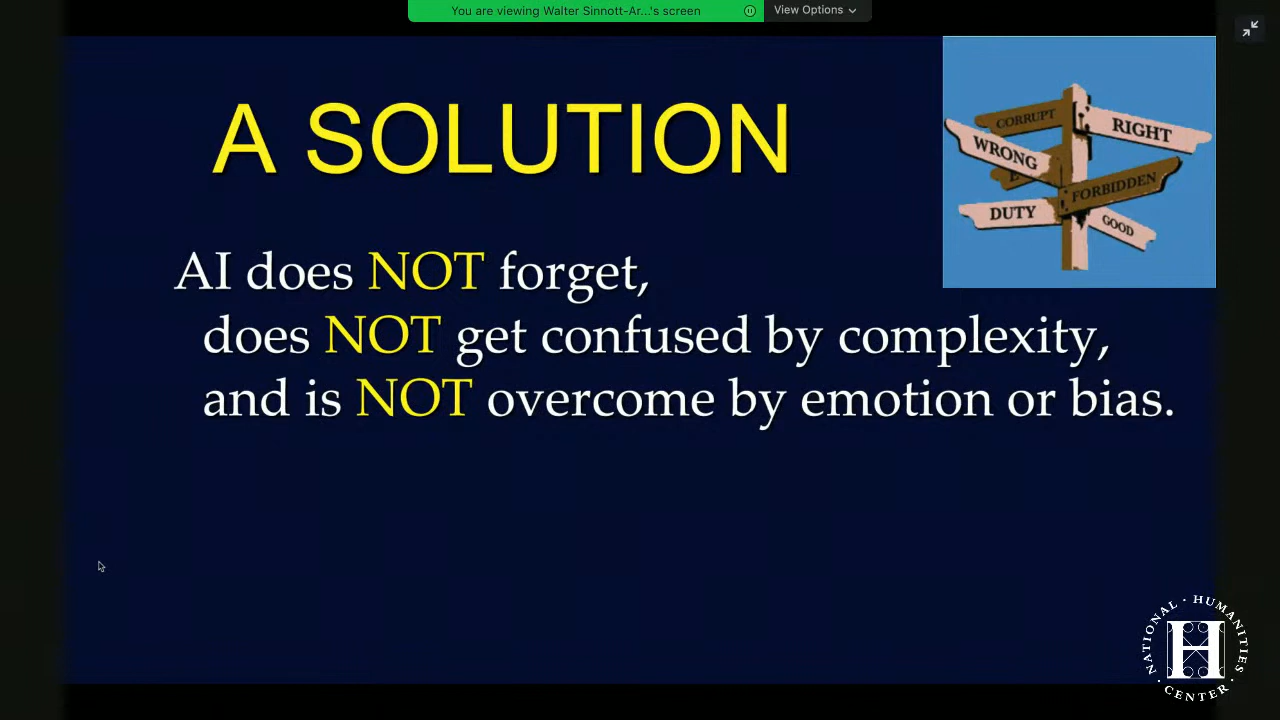 You are viewing Walter Sinnott-Ar...'s screen
View Options
A SOLUTION
CORRUPT
RIGHT
WRONG
E
FORBIDDEN
DUTY
GOOD
AI does NOT forget,
does NOT get confused by complexity,
and is NOT overcome by emotion or bias.
NATIONAL · HUMANITIES · CENTER ·
H